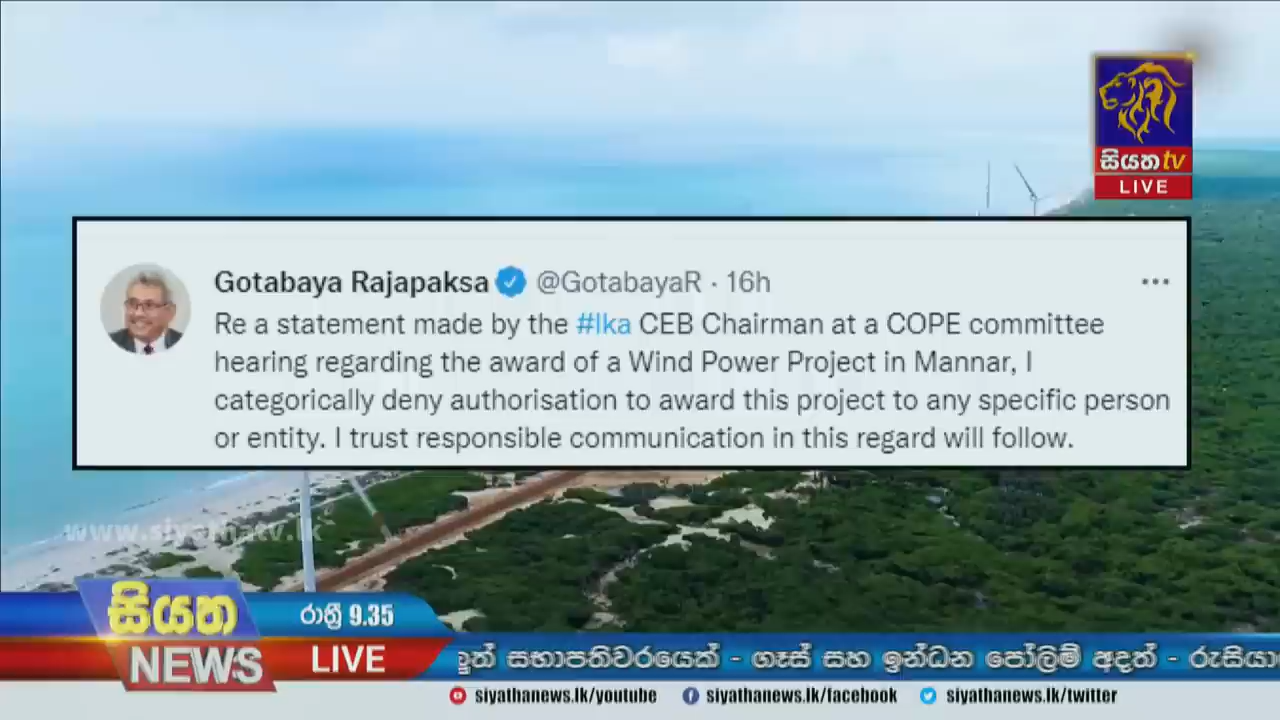 සියත tv
LIVE
Gotabaya Rajapaksa @GotabayaR · 16h
Re a statement made by the #lka CEB Chairman at a COPE committee
hearing regarding the award of a Wind Power Project in Mannar, I
categorically deny authorisation to award this project to any specific person
or entity. I trust responsible communication in this regard will follow.
www.siyathatv.lk
සියත
රාත්‍රී 9.35
NEWS
LIVE
සභාපතිවරයෙක් - ගෑස් සහ ඉන්ධන පෝලිම් අදත් - රුසියා
siyathanews.lk/youtube siyathanews.lk/facebook siyathanews.lk/twitter